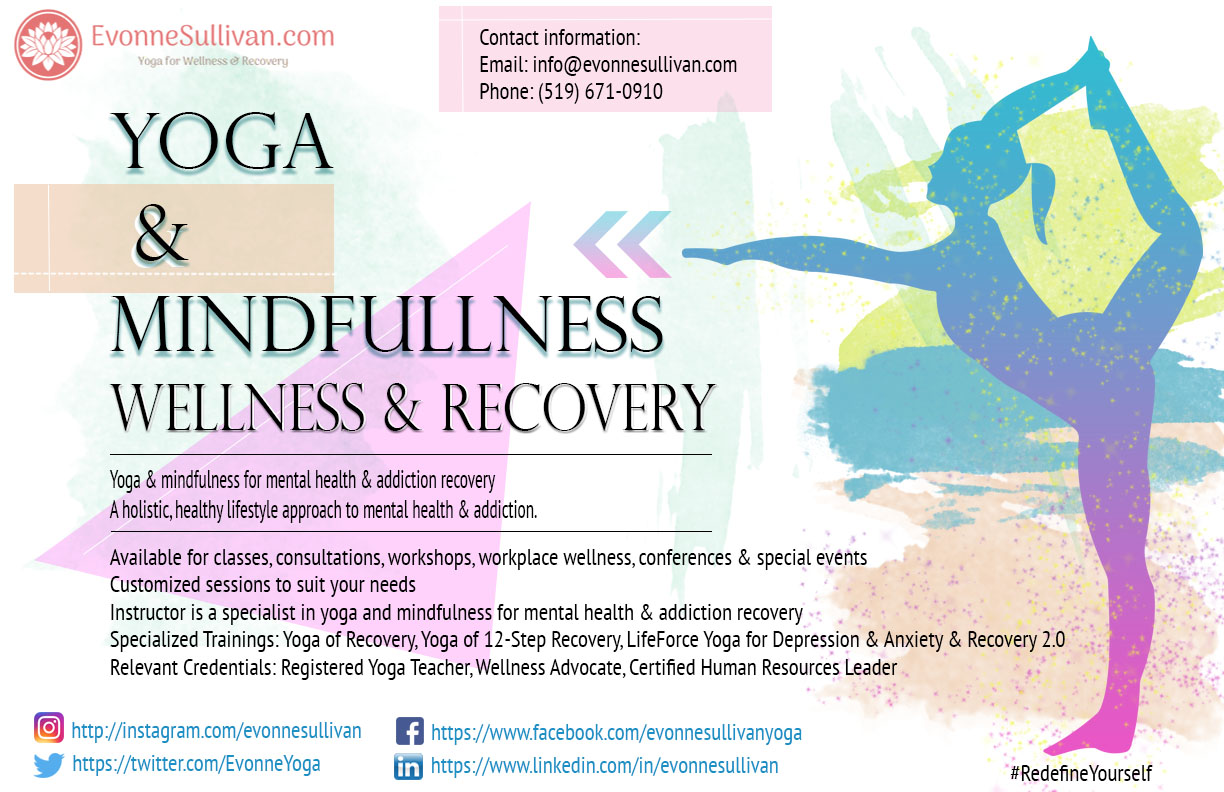 EvonneSullivan.com
Yoga for Wellness & Recovery
Contact information:
Email: info@evonnesullivan.com
Phone: (519) 671-0910
YOGA
&
MINDFULLNESS
WELLNESS & RECOVERY
Yoga & mindfulness for mental health & addiction recovery
A holistic, healthy lifestyle approach to mental health & addiction.
Available for classes, consultations, workshops, workplace wellness, conferences & special events
Customized sessions to suit your needs
Instructor is a specialist in yoga and mindfulness for mental health & addiction recovery
Specialized Trainings: Yoga of Recovery, Yoga of 12-Step Recovery, LifeForce Yoga for Depression & Anxiety & Recovery 2.0
Relevant Credentials: Registered Yoga Teacher, Wellness Advocate, Certified Human Resources Leader
http://instagram.com/evonnesullivan
https://www.facebook.com/evonnesullivanyoga
https://twitter.com/EvonneYoga
https://www.linkedin.com/in/evonnesullivan
#RedefineYourself